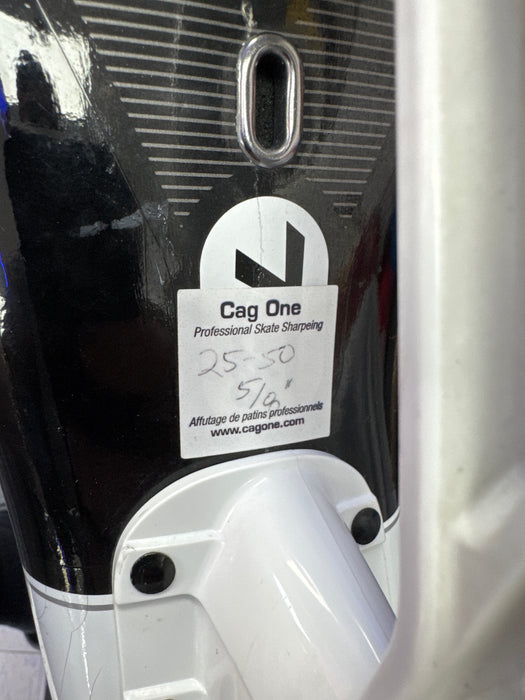 Cag One
Professional Skate Sharpeing
25-50
5/8"
Affutage de patins professionnels
www.cagone.com